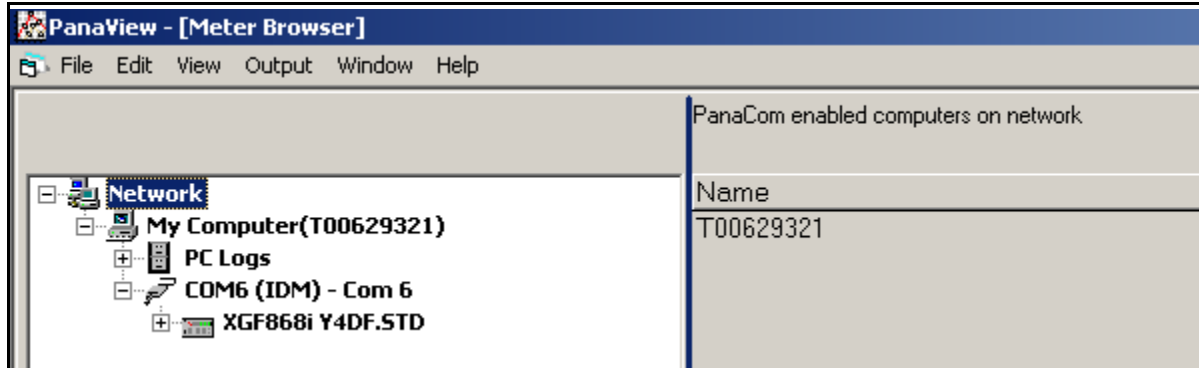 PanaView - [Meter Browser]
File Edit View Output Window Help
PanaCom enabled computers on network
Network
My Computer(T00629321)
PC Logs
COM6 (IDM) - Com 6
XGF868i Y4DF.STD
Name
T00629321